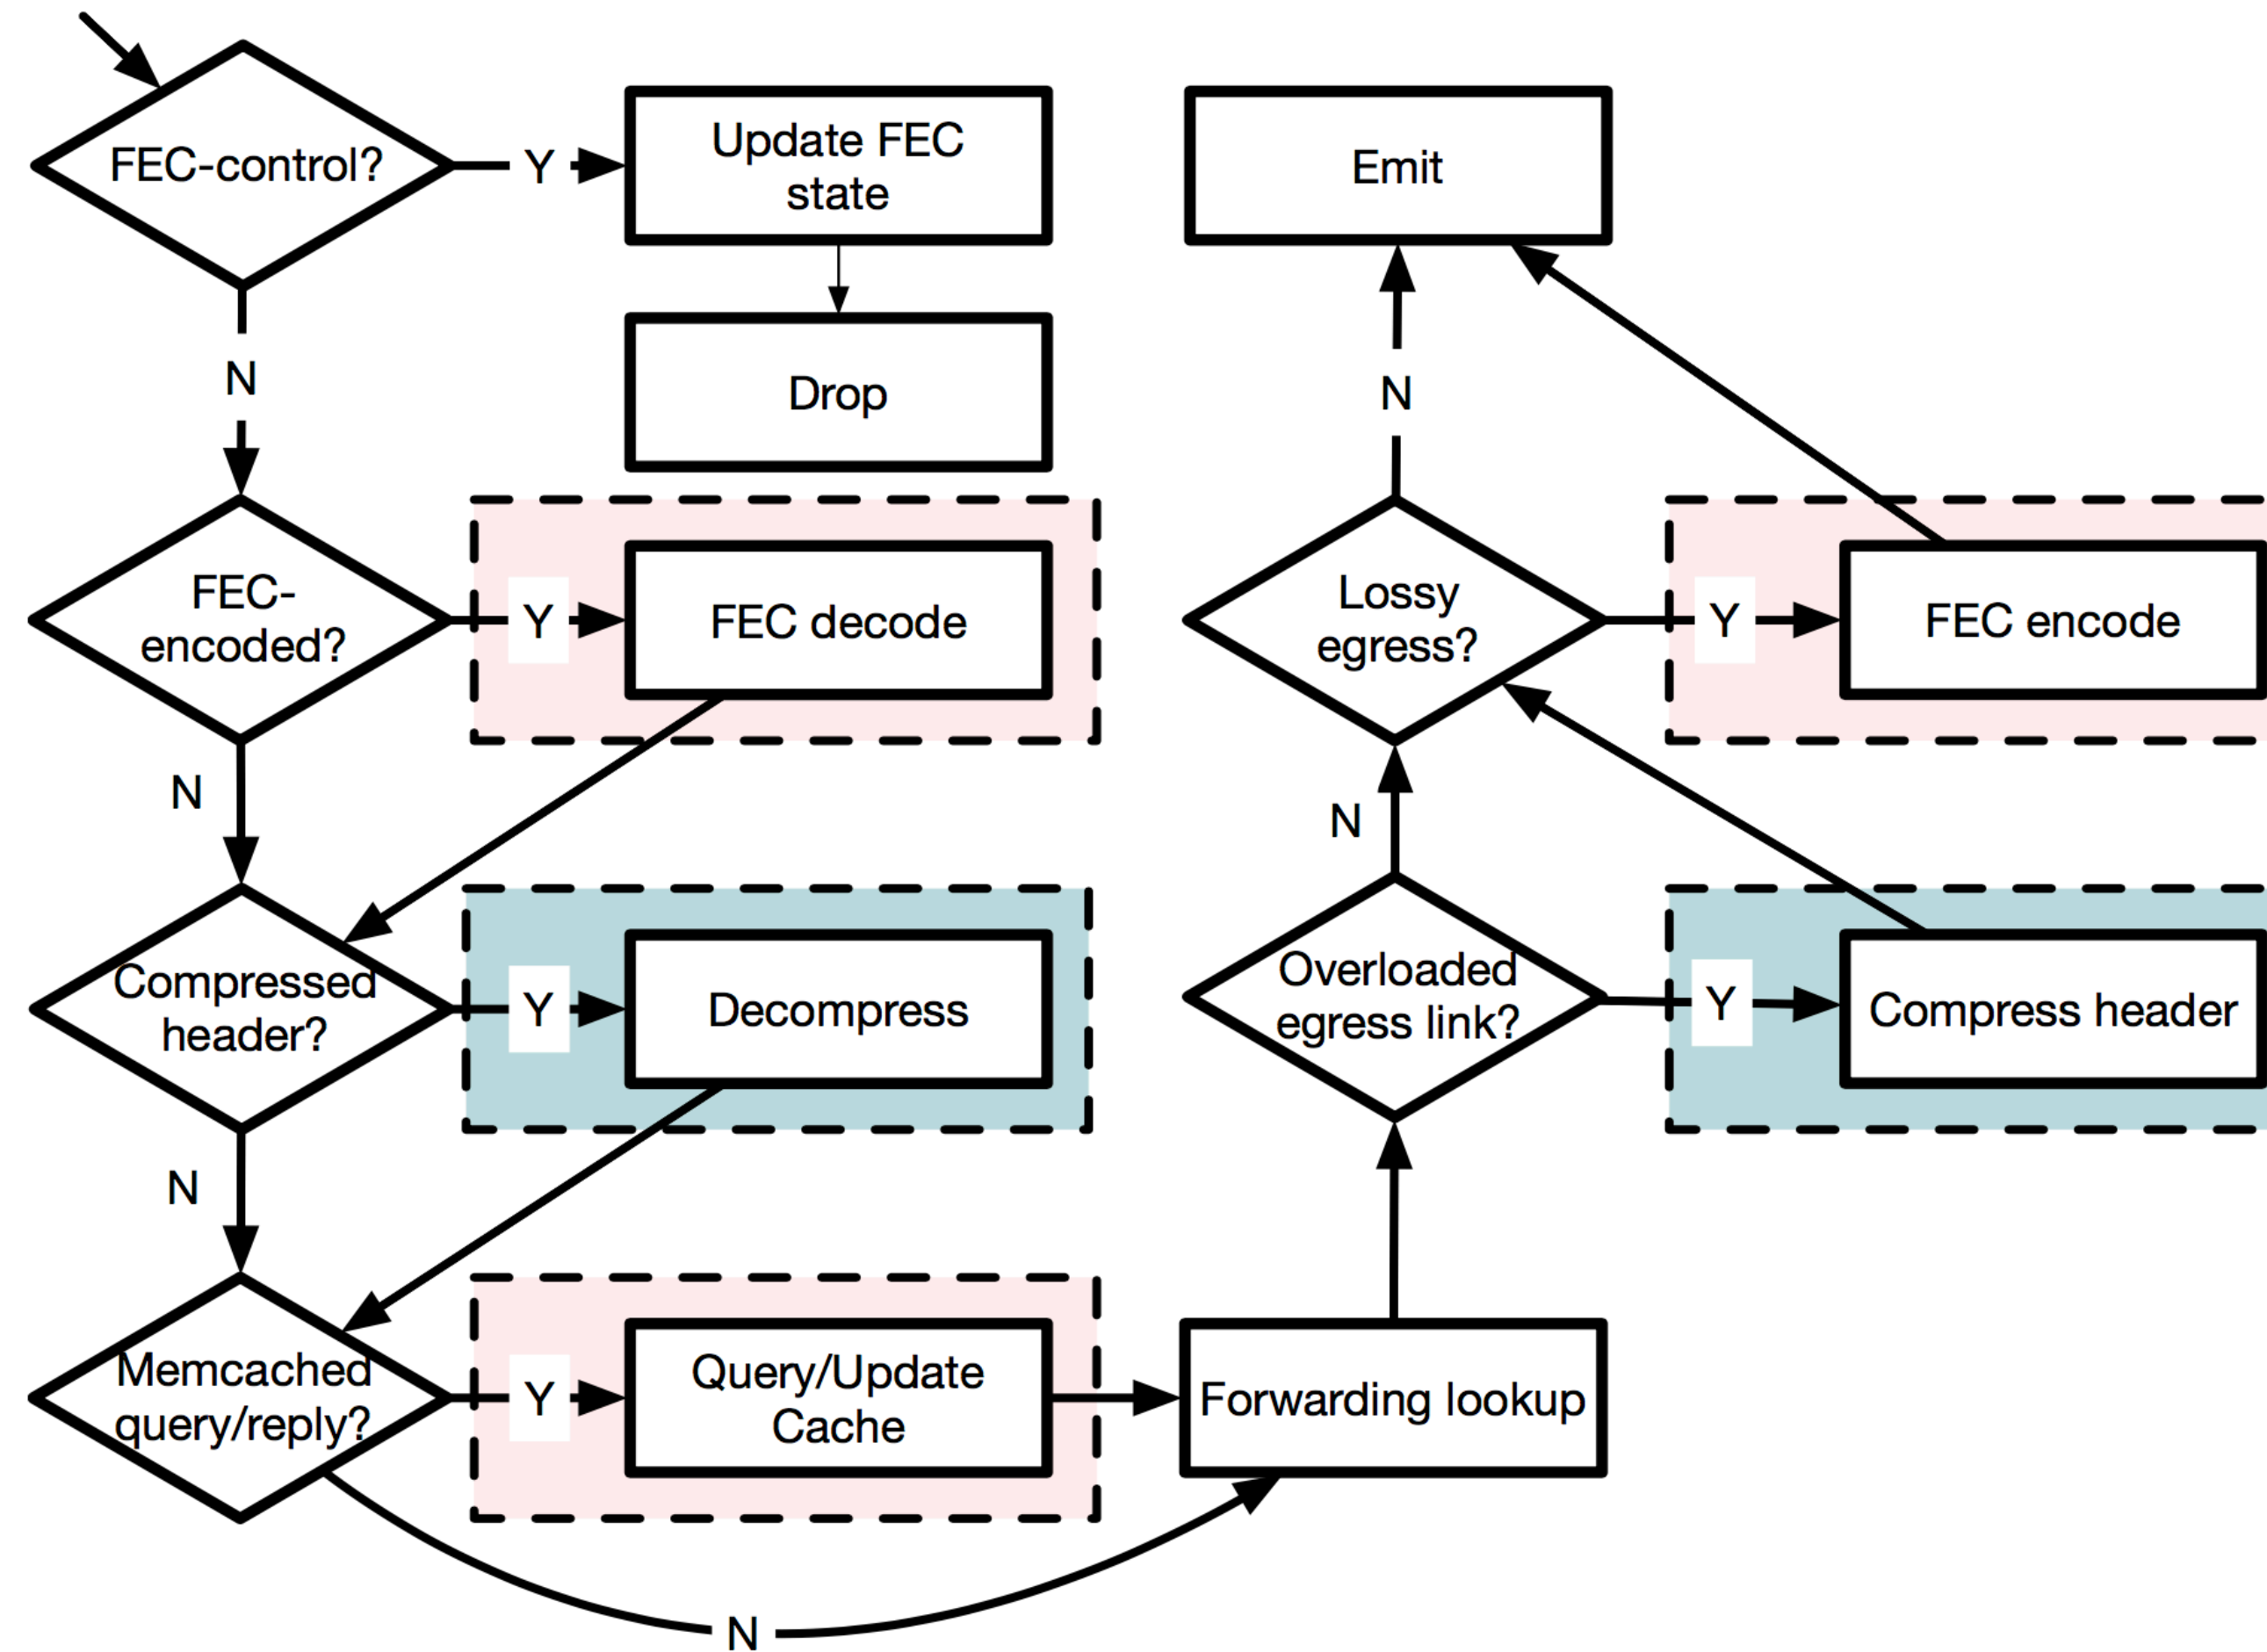 FEC-control?
Y
Update FEC
state
N
Drop
FEC-
encoded?
Y
FEC decode
N
Compressed
header?
Y
Decompress
N
Memcached
query/reply?
Y
Query/Update
Cache
N
Forwarding lookup
Overloaded
egress link?
Y
Compress header
N
Lossy
egress?
Y
FEC encode
N
Emit